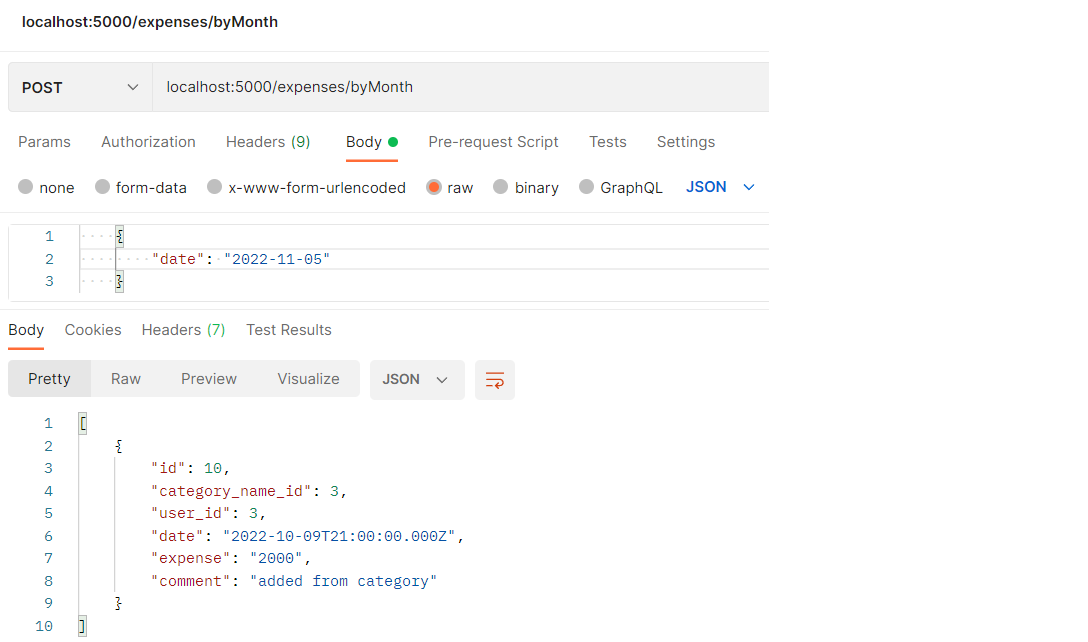 localhost:5000/expenses/byMonth
POST localhost:5000/expenses/byMonth
Params Authorization Headers (9) Body Pre-request Script Tests Settings
none form-data x-www-form-urlencoded raw binary GraphQL JSON
1 {
2 "date": "2022-11-05"
3 }
Body Cookies Headers (7) Test Results
Pretty Raw Preview Visualize JSON
1 [
2 {
3 "id": 10,
4 "category_name_id": 3,
5 "user_id": 3,
6 "date": "2022-10-09T21:00:00.000Z",
7 "expense": "2000",
8 "comment": "added from category"
9 }
10 ]